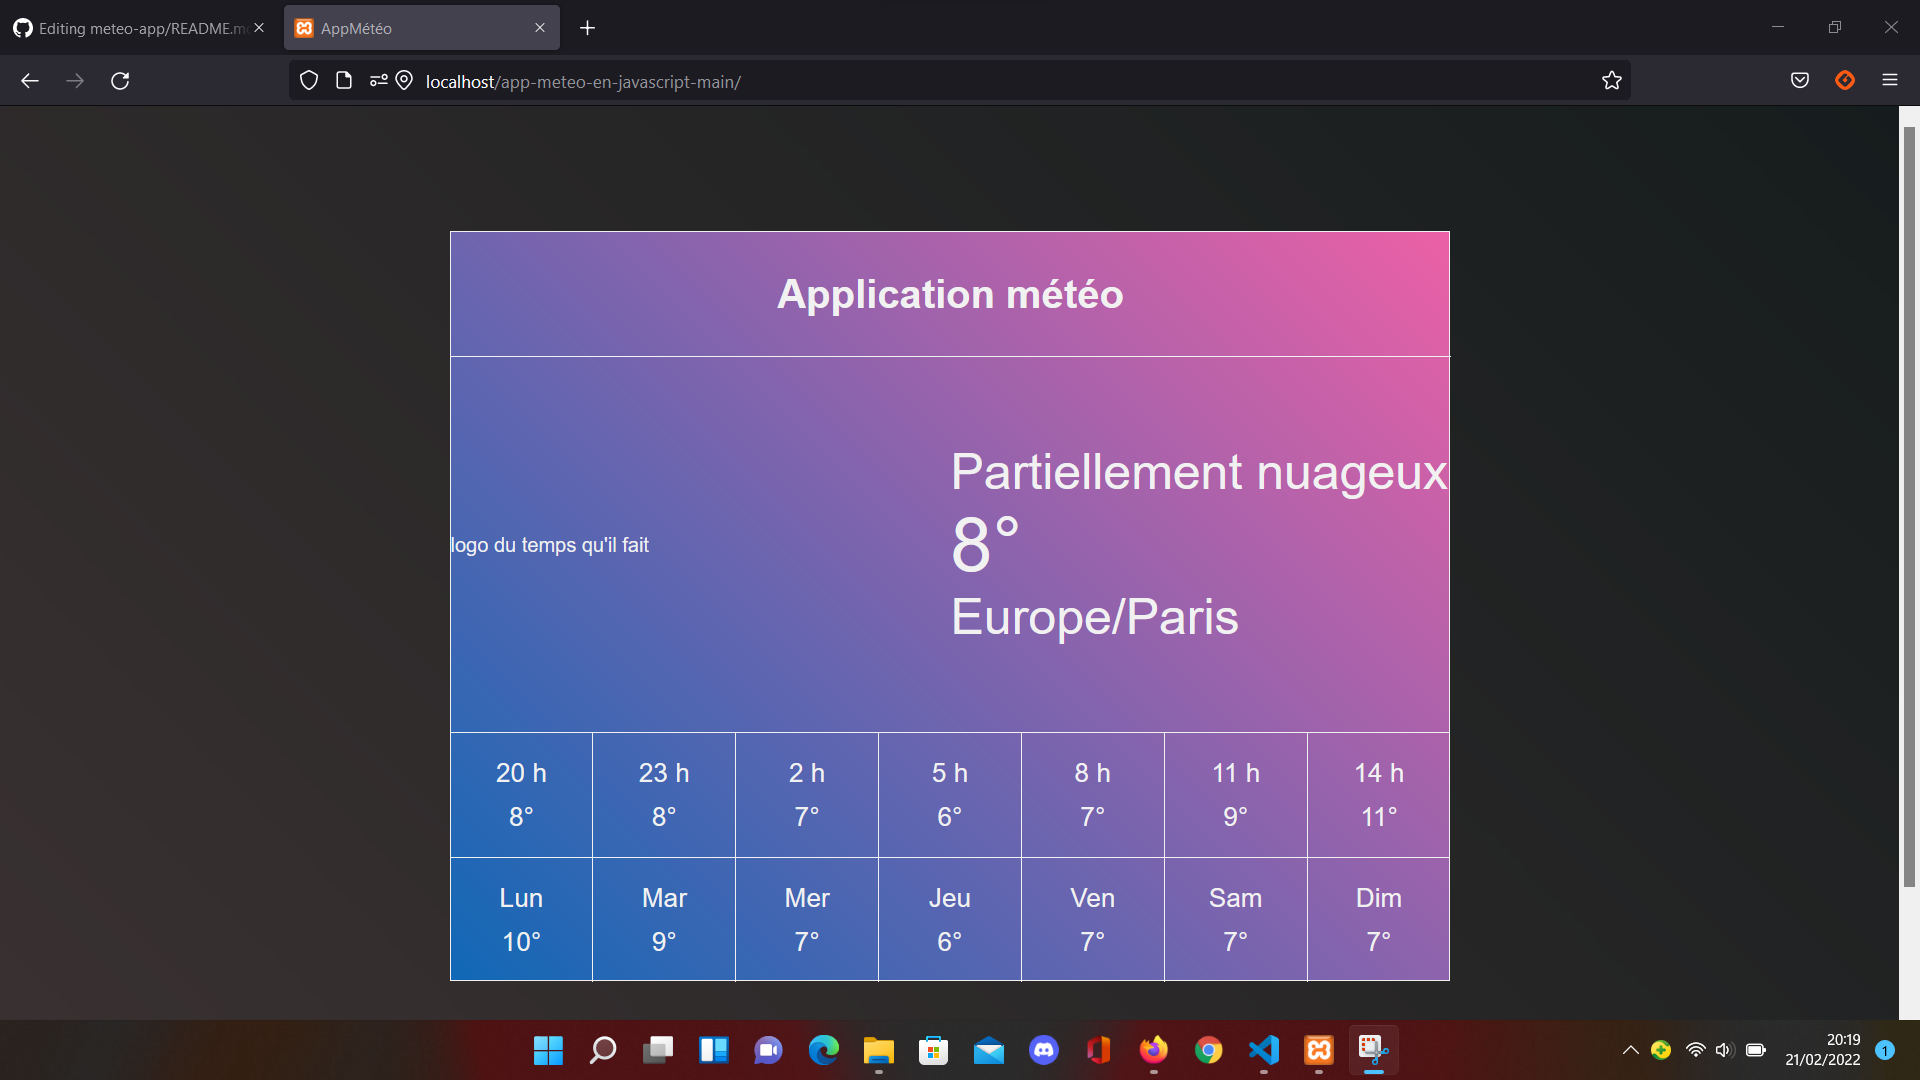 Editing meteo-app/README.m
AppMétéo
localhost/app-meteo-en-javascript-main/
Application météo
Partiellement nuageux
8°
Europe/Paris
logo du temps qu'il fait
20 h 23 h 2 h 5 h 8 h 11 h 14 h
8° 8° 7° 6° 7° 9° 11°
Lun Mar Mer Jeu Ven Sam Dim
10° 9° 7° 6° 7° 7° 7°
20:19
21/02/2022
1